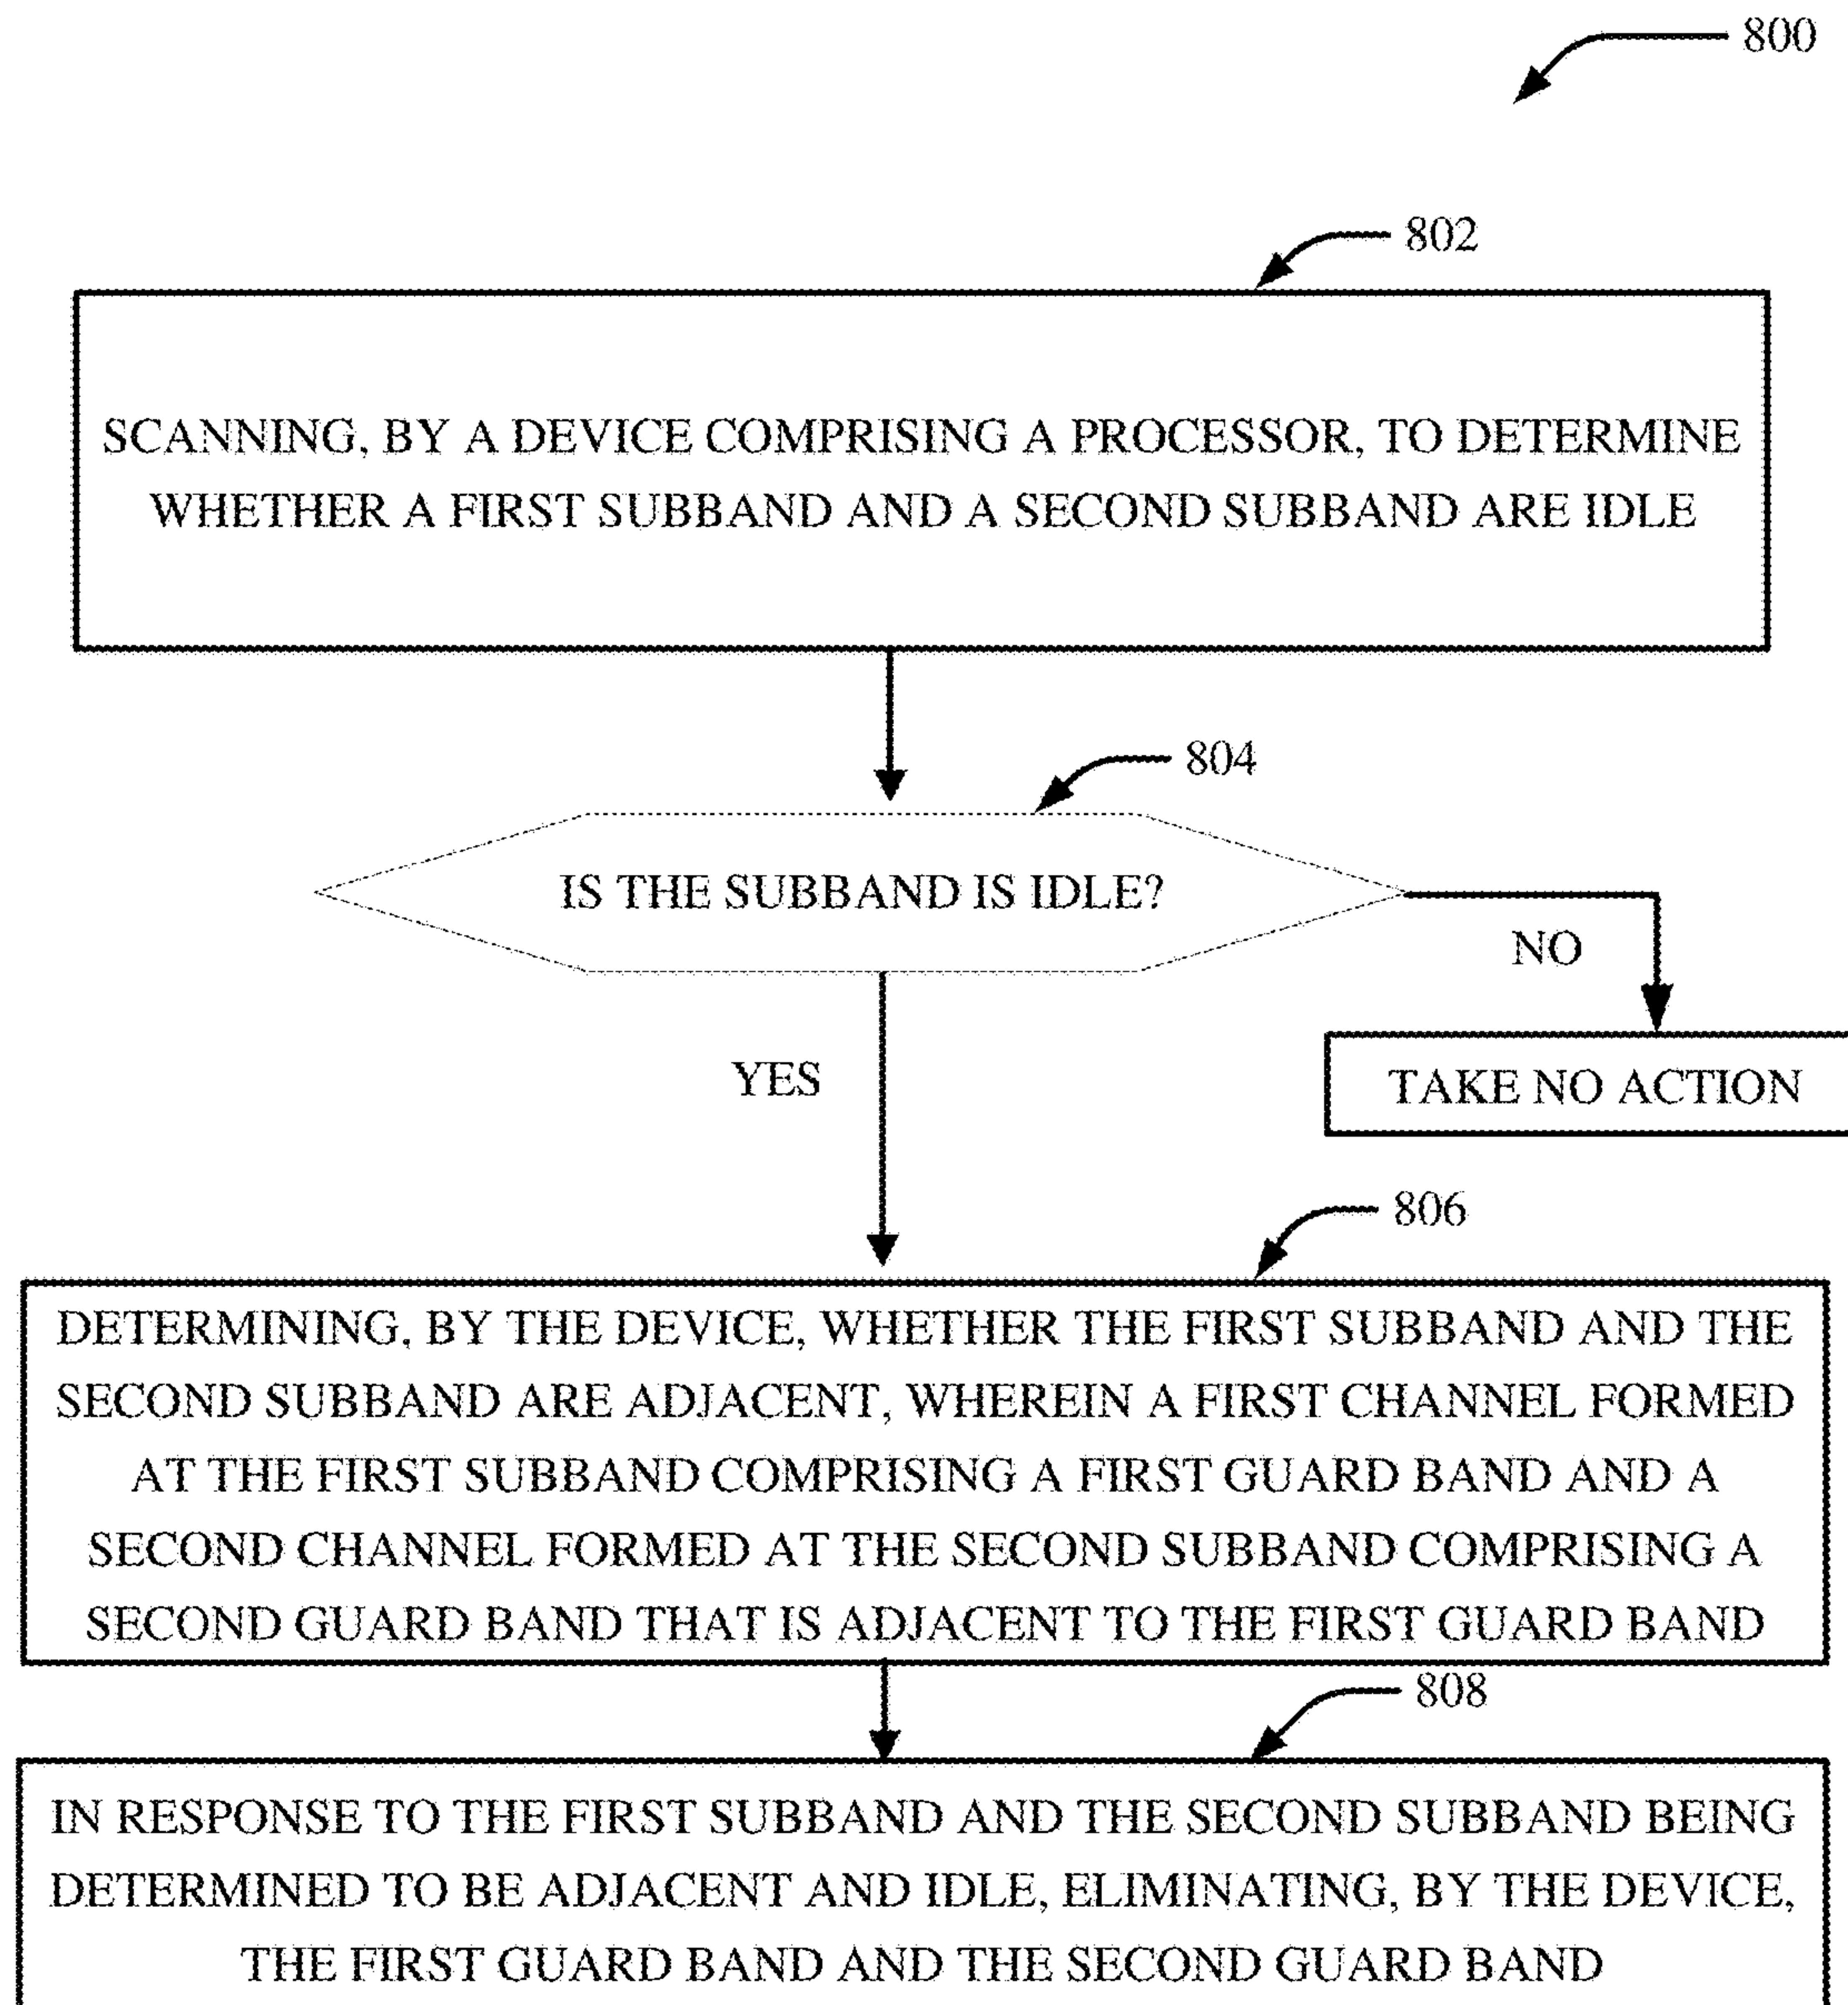 800
802
SCANNING, BY A DEVICE COMPRISING A PROCESSOR, TO DETERMINE
WHETHER A FIRST SUBBAND AND A SECOND SUBBAND ARE IDLE
804
IS THE SUBBAND IS IDLE?
NO
YES
TAKE NO ACTION
806
DETERMINING, BY THE DEVICE, WHETHER THE FIRST SUBBAND AND THE
SECOND SUBBAND ARE ADJACENT, WHEREIN A FIRST CHANNEL FORMED
AT THE FIRST SUBBAND COMPRISING A FIRST GUARD BAND AND A
SECOND CHANNEL FORMED AT THE SECOND SUBBAND COMPRISING A
SECOND GUARD BAND THAT IS ADJACENT TO THE FIRST GUARD BAND
808
IN RESPONSE TO THE FIRST SUBBAND AND THE SECOND SUBBAND BEING
DETERMINED TO BE ADJACENT AND IDLE, ELIMINATING, BY THE DEVICE,
THE FIRST GUARD BAND AND THE SECOND GUARD BAND